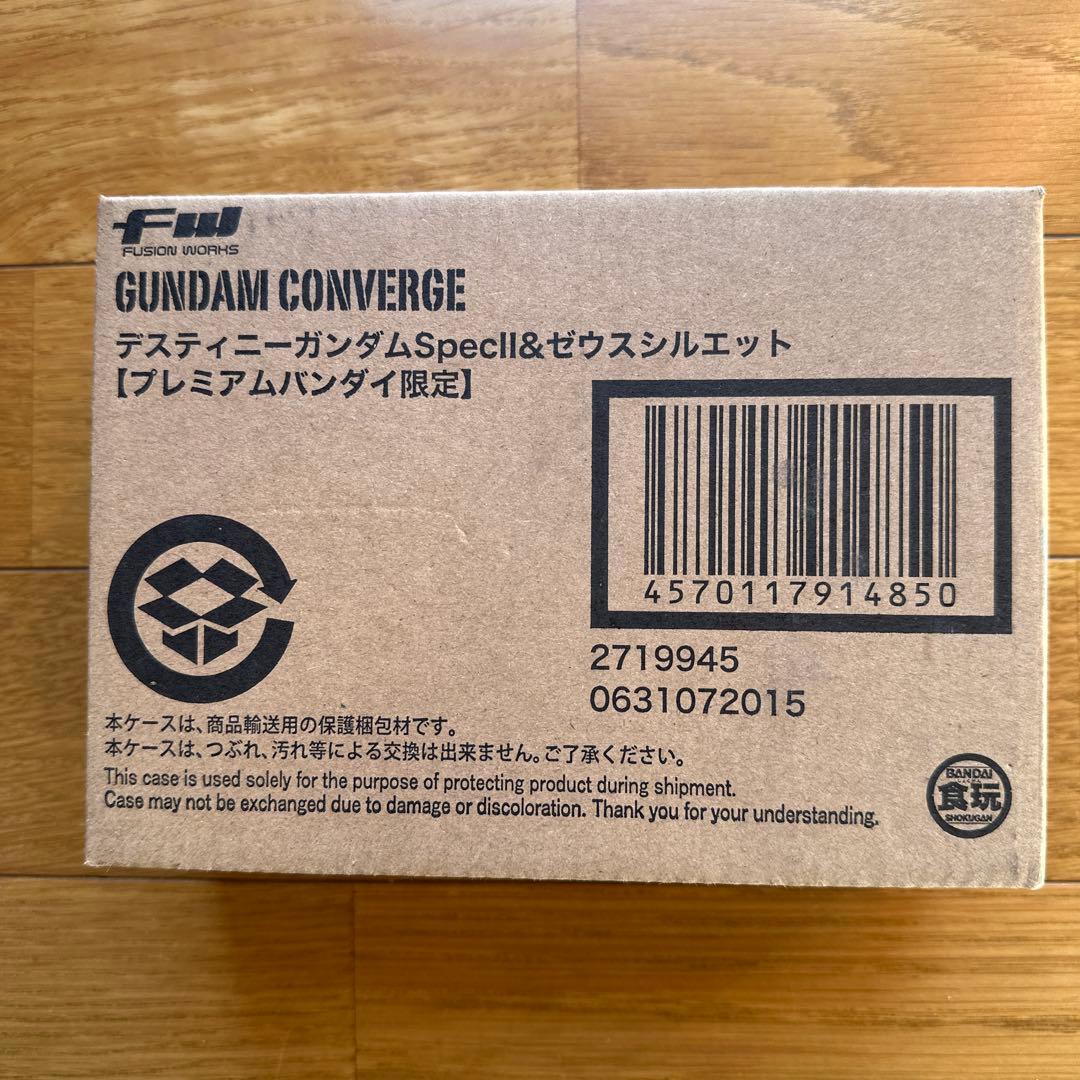 FW
FUSION WORKS
GUNDAM CONVERGE
デスティニーガンダムSpecII&ゼウスシルエット
【プレミアムバンダイ限定】
4570117914850
2719945
0631072015
本ケースは、商品輸送用の保護梱包材です。
本ケースは、つぶれ、汚れ等による交換は出来ません。ご了承ください。
This case is used solely for the purpose of protecting product during shipment.
Case may not be exchanged due to damage or discoloration. Thank you for your understanding.
BANDAI
食玩
SHOKUGAN